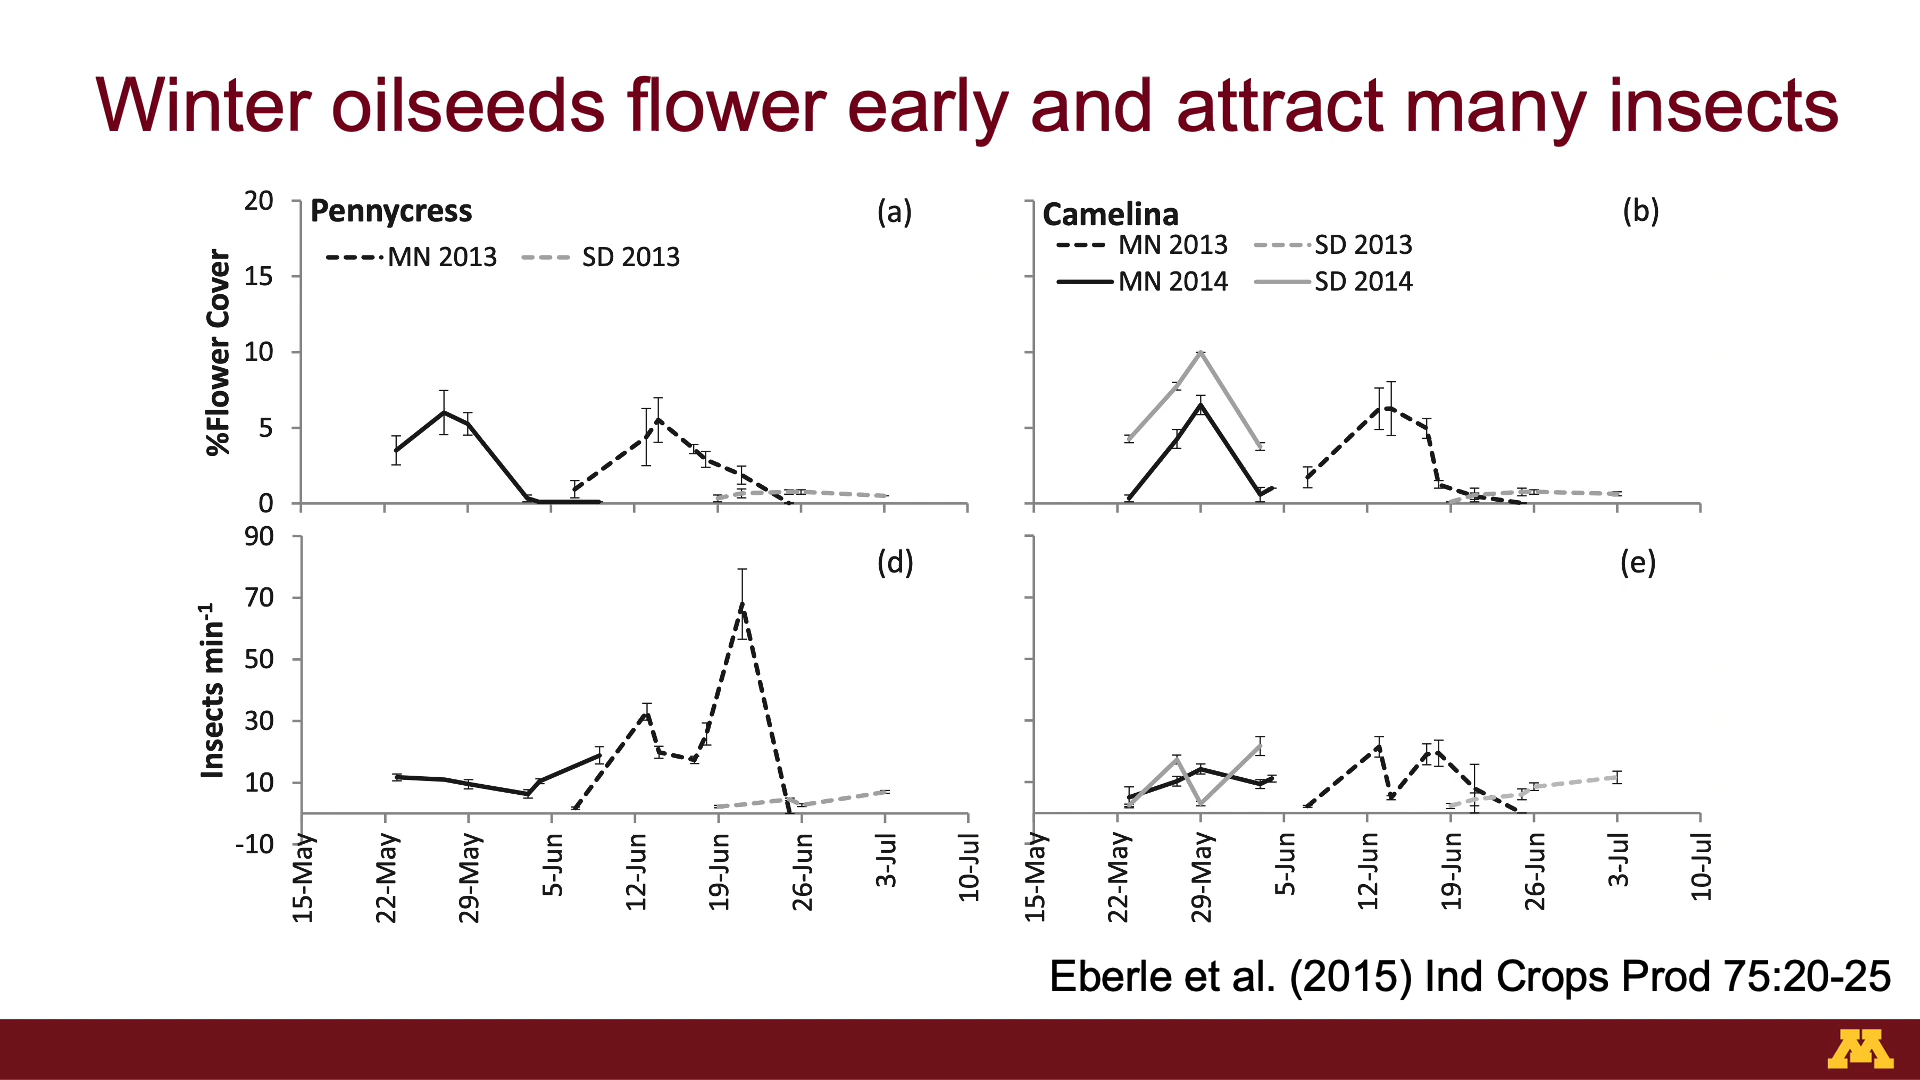 Winter oilseeds flower early and attract many insects
Pennycress
(a)
MN 2013
SD 2013
%Flower Cover
20
15
10
5
0
Camelina
(b)
MN 2013
SD 2013
MN 2014
SD 2014
(d)
Insects min-1
90
70
50
30
10
-10
15-May
22-May
29-May
5-Jun
12-Jun
19-Jun
26-Jun
3-Jul
10-Jul
(e)
15-May
22-May
29-May
5-Jun
12-Jun
19-Jun
26-Jun
3-Jul
10-Jul
Eberle et al. (2015) Ind Crops Prod 75:20-25
M